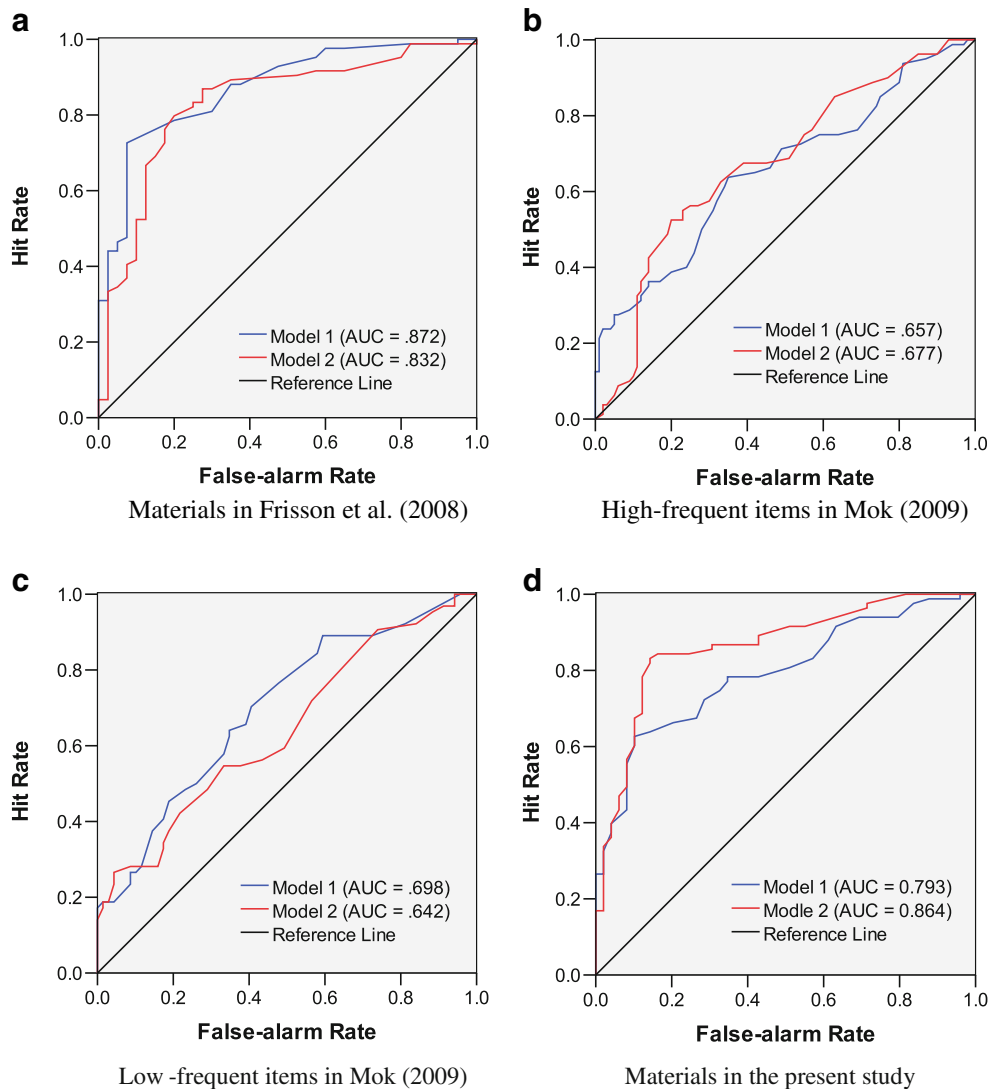 a
1.0
0.8
0.6
0.4
0.2
0.0
Hit Rate
Model 1 (AUC = .872)
Model 2 (AUC = .832)
Reference Line
0.0 0.2 0.4 0.6 0.8 1.0
False-alarm Rate
Materials in Frisson et al. (2008)
b
1.0
0.8
0.6
0.4
0.2
0.0
Hit Rate
Model 1 (AUC = .657)
Model 2 (AUC = .677)
Reference Line
0.0 0.2 0.4 0.6 0.8 1.0
False-alarm Rate
High-frequent items in Mok (2009)
c
1.0
0.8
0.6
0.4
0.2
0.0
Hit Rate
Model 1 (AUC = .698)
Model 2 (AUC = .642)
Reference Line
0.0 0.2 0.4 0.6 0.8 1.0
False-alarm Rate
Low -frequent items in Mok (2009)
d
1.0
0.8
0.6
0.4
0.2
0.0
Hit Rate
Model 1 (AUC = 0.793)
Modle 2 (AUC = 0.864)
Reference Line
0.0 0.2 0.4 0.6 0.8 1.0
False-alarm Rate
Materials in the present study